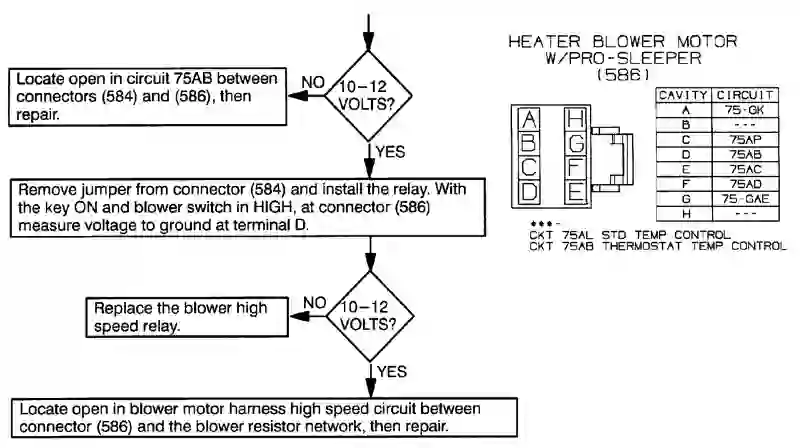 NO
10–12
VOLTS?
Locate open in circuit 75AB between
connectors (584) and (586), then
repair.
YES
Remove jumper from connector (584) and install the relay. With
the key ON and blower switch in HIGH, at connector (586)
measure voltage to ground at terminal D.
NO
10–12
VOLTS?
Replace the blower high
speed relay.
YES
Locate open in blower motor harness high speed circuit between
connector (586) and the blower resistor network, then repair.
HEATER BLOWER MOTOR
W/PRO-SLEEPER
(586)
A H
B G
C F
D E
CAVITY CIRCUIT
A 75-GK
B ---
C 75AP
D 75AB
E 75AC
F 75AD
G 75-GAE
H ---
***-
CKT 75AL STD TEMP CONTROL
CKT 75AB THERMOSTAT TEMP CONTROL